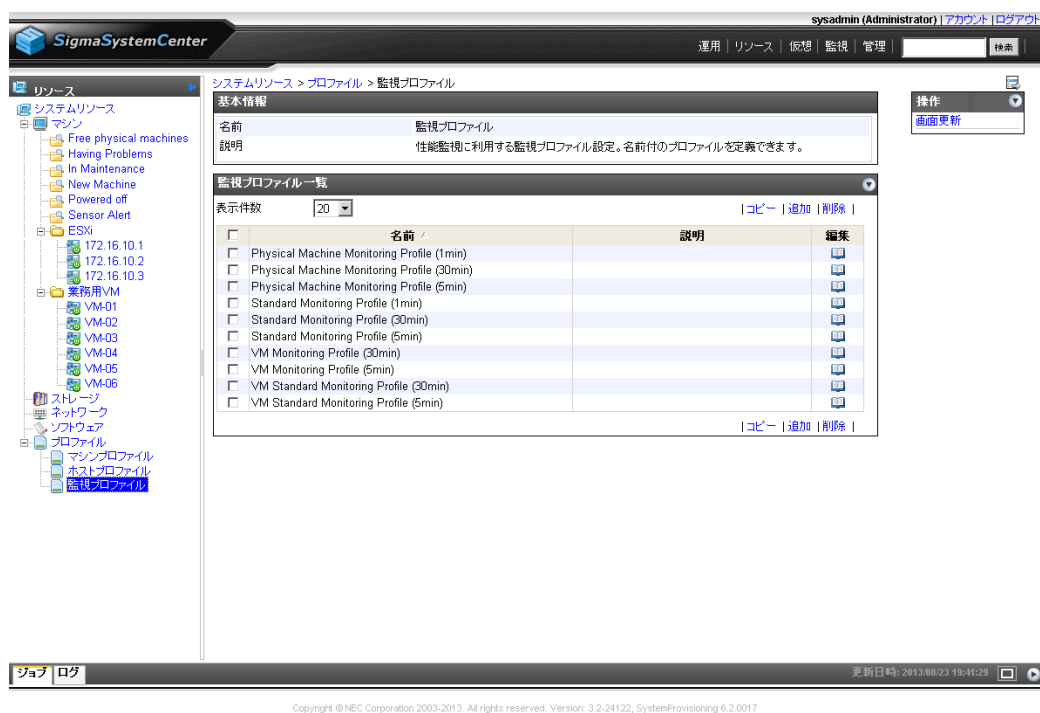 sysadmin (Administrator) | アカウント | ログアウト
SigmaSystemCenter
運用 | リソース | 仮想 | 監視 | 管理 | 検索 |
リソース
システムリソース
マシン
Free physical machines
Having Problems
In Maintenance
New Machine
Powered off
Sensor Alert
ESXi
172.16.10.1
172.16.10.2
172.16.10.3
業務用VM
VM-01
VM-02
VM-03
VM-04
VM-05
VM-06
ストレージ
ネットワーク
ソフトウェア
プロファイル
マシンプロファイル
ホストプロファイル
監視プロファイル
システムリソース > プロファイル > 監視プロファイル
基本情報
名前 監視プロファイル
説明 性能監視に利用する監視プロファイル設定。名前付のプロファイルを定義できます。
監視プロファイル一覧
表示件数 20 | コピー | 追加 | 削除 |
名前 説明 編集
Physical Machine Monitoring Profile (1min)
Physical Machine Monitoring Profile (30min)
Physical Machine Monitoring Profile (5min)
Standard Monitoring Profile (1min)
Standard Monitoring Profile (30min)
Standard Monitoring Profile (5min)
VM Monitoring Profile (30min)
VM Monitoring Profile (5min)
VM Standard Monitoring Profile (30min)
VM Standard Monitoring Profile (5min)
| コピー | 追加 | 削除 |
操作
画面更新
ジョブ ログ
更新日時: 2013/08/23 19:41:29
Copyright © NEC Corporation 2003-2013. All rights reserved. Version: 3.2-24122, SystemProvisioning 6.2.0017